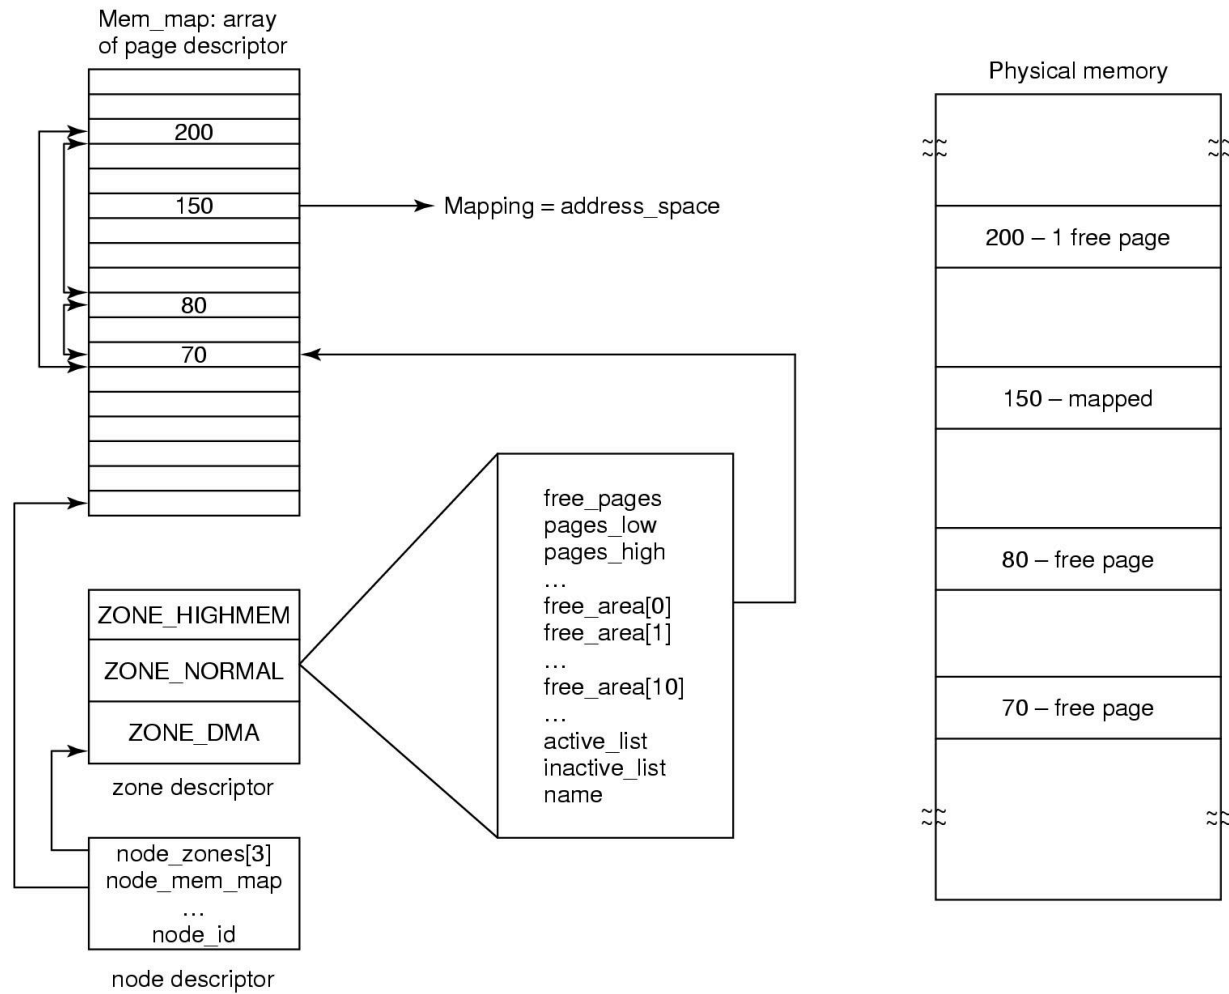 Mem_map: array
of page descriptor
200
150
Mapping = address_space
80
70
free_pages
pages_low
pages_high
...
free_area[0]
free_area[1]
...
free_area[10]
...
active_list
inactive_list
name
ZONE_HIGHMEM
ZONE_NORMAL
ZONE_DMA
zone descriptor
node_zones[3]
node_mem_map
...
node_id
node descriptor
Physical memory
200 – 1 free page
150 – mapped
80 – free page
70 – free page